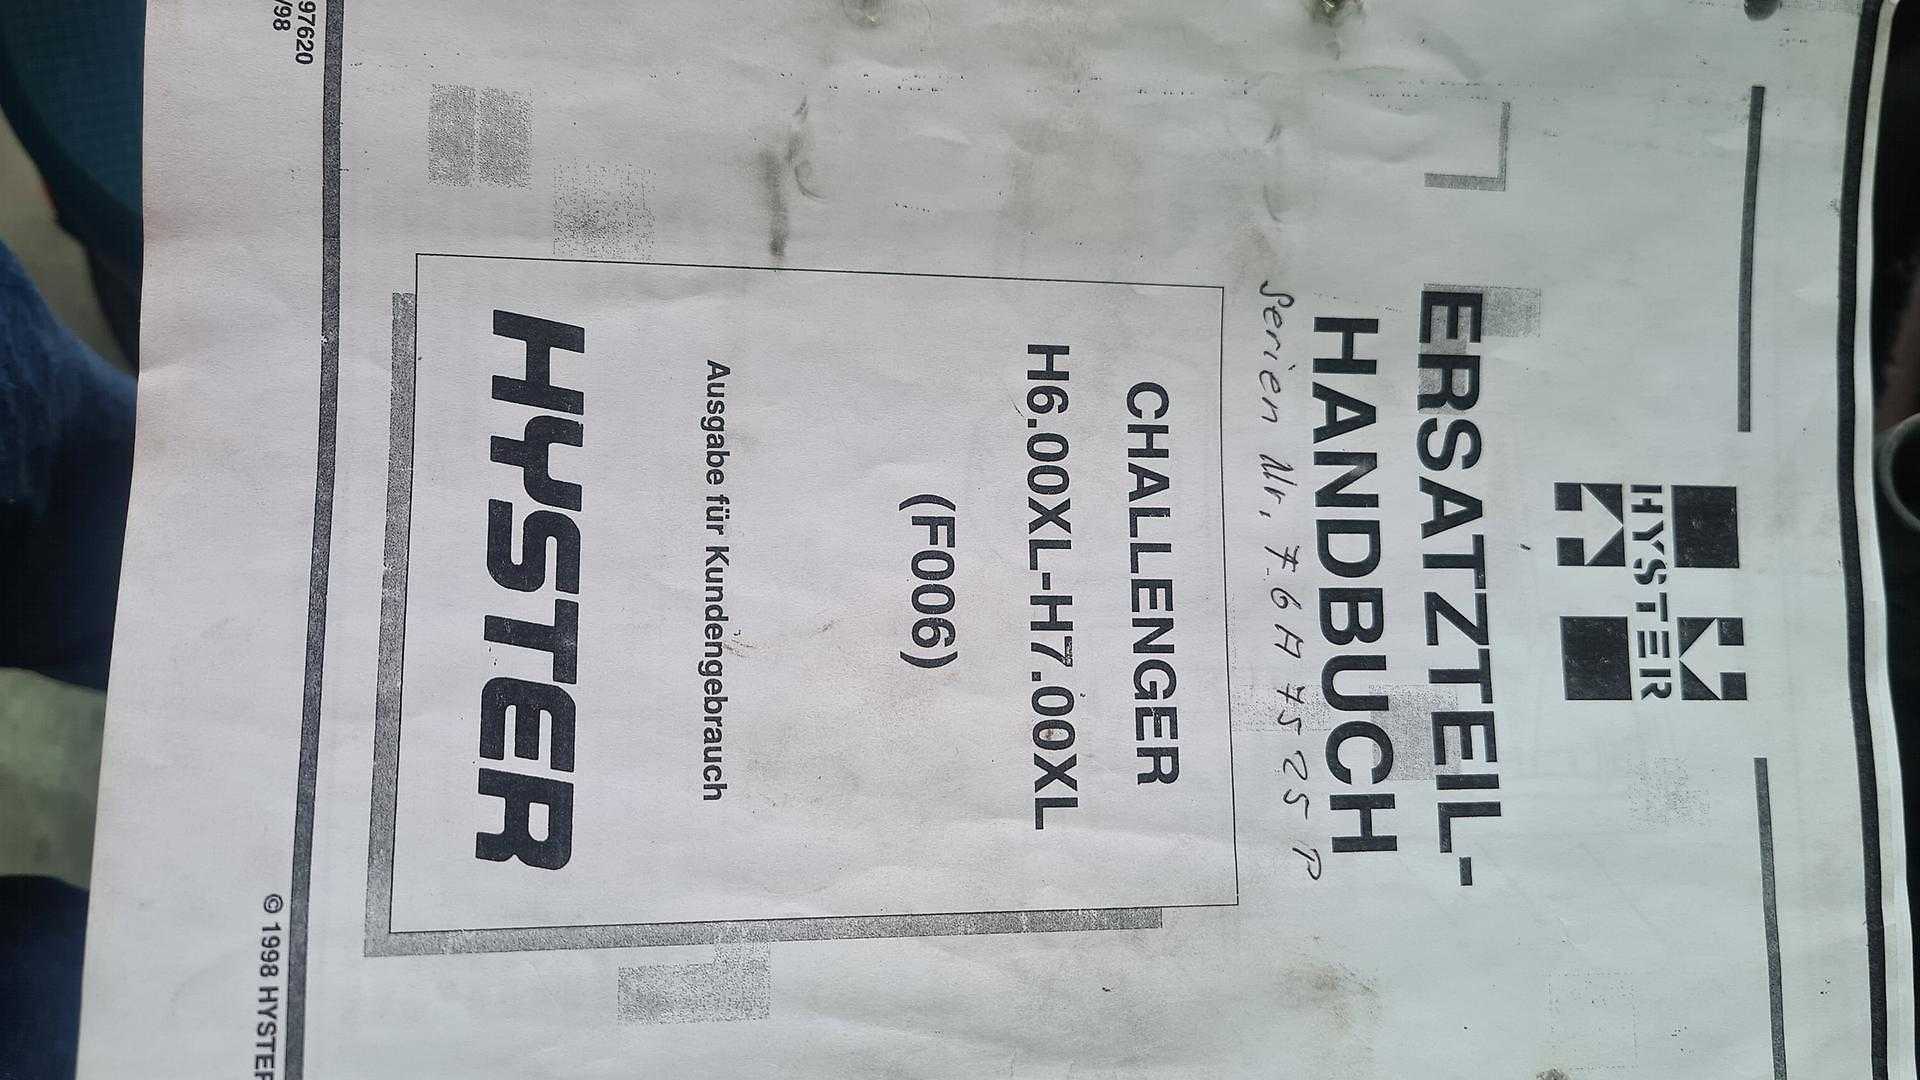 HYSTER
ERSATZTEIL-
HANDBUCH
Serien Nr. 76A7525P
CHALLENGER
H6.00XL-H7.00XL
(F006)
Ausgabe für Kundengebrauch
HYSTER
97620
/98
© 1998 HYSTER